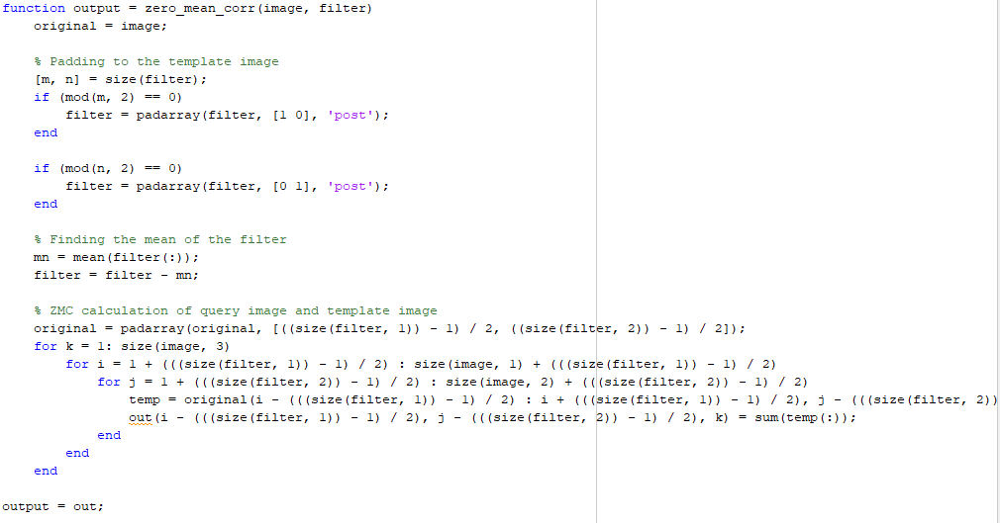 function output = zero_mean_corr(image, filter)
    original = image;

    % Padding to the template image
    [m, n] = size(filter);
    if (mod(m, 2) == 0)
        filter = padarray(filter, [1 0], 'post');
    end

    if (mod(n, 2) == 0)
        filter = padarray(filter, [0 1], 'post');
    end

    % Finding the mean of the filter
    mn = mean(filter(:));
    filter = filter - mn;

    % ZMC calculation of query image and template image
    original = padarray(original, [((size(filter, 1)) - 1) / 2, ((size(filter, 2)) - 1) / 2]);
    for k = 1: size(image, 3)
        for i = 1 + (((size(filter, 1)) - 1) / 2) : size(image, 1) + (((size(filter, 1)) - 1) / 2)
            for j = 1 + (((size(filter, 2)) - 1) / 2) : size(image, 2) + (((size(filter, 2)) - 1) / 2)
                temp = original(i - (((size(filter, 1)) - 1) / 2) : i + (((size(filter, 1)) - 1) / 2), j - (((size(filter, 2))
                out(i - (((size(filter, 1)) - 1) / 2), j - (((size(filter, 2)) - 1) / 2), k) = sum(temp(:));
            end
        end
    end

output = out;